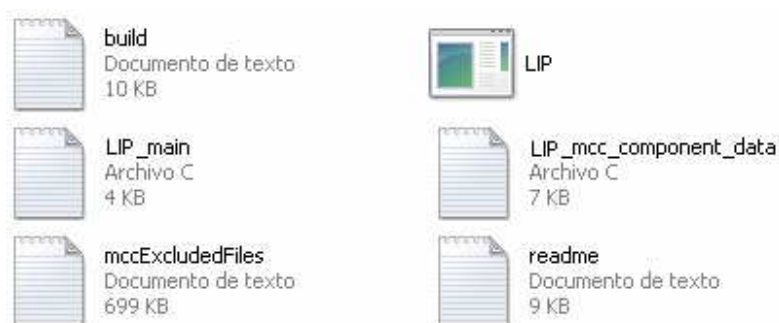 build
Documento de texto
10 KB
LIP
LIP_main
Archivo C
4 KB
LIP_mcc_component_data
Archivo C
7 KB
mccExcludedFiles
Documento de texto
699 KB
readme
Documento de texto
9 KB